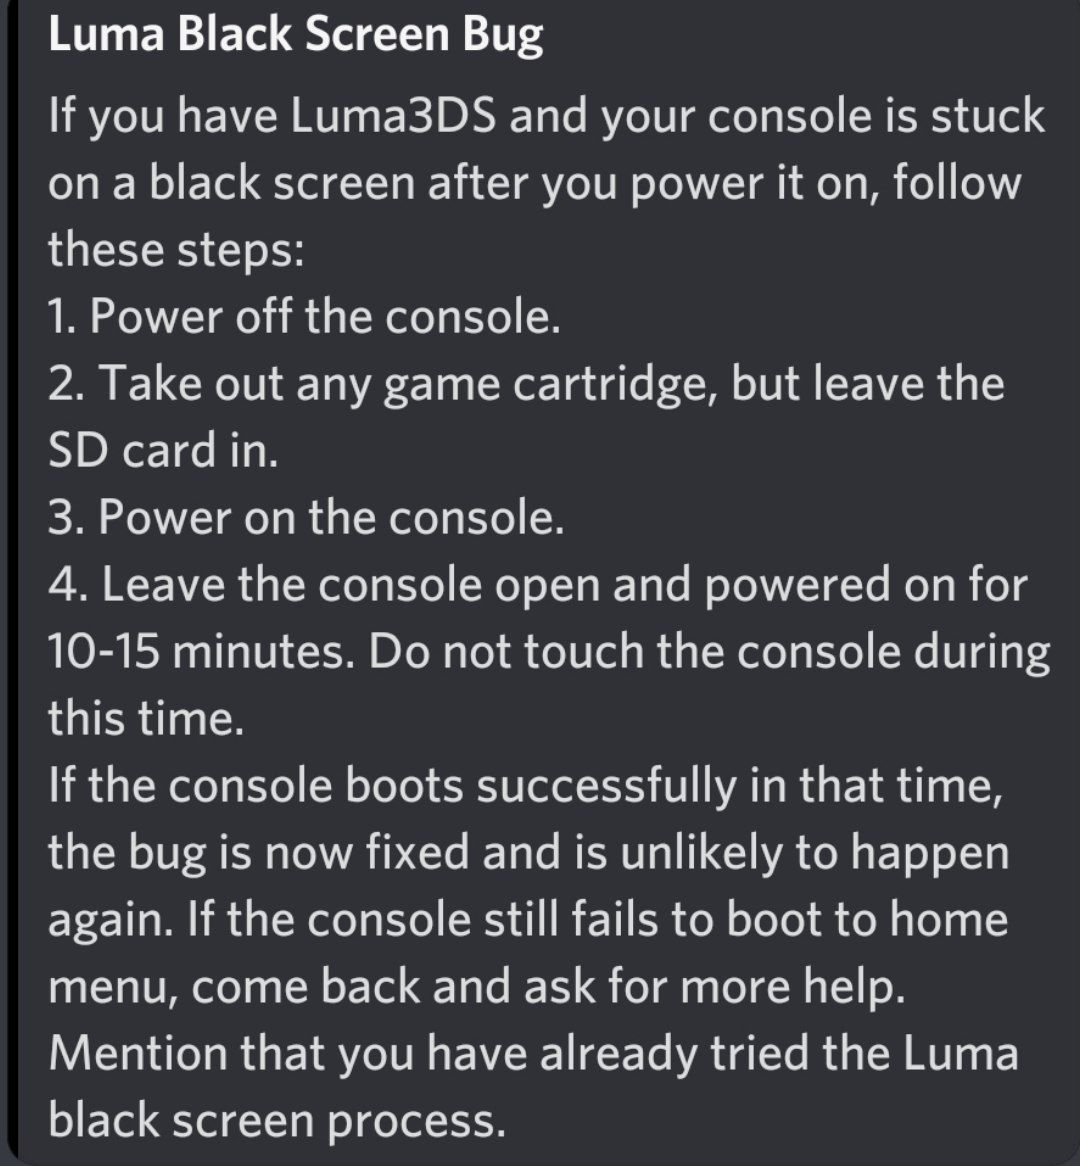 Luma Black Screen Bug
If you have Luma3DS and your console is stuck
on a black screen after you power it on, follow
these steps:
1. Power off the console.
2. Take out any game cartridge, but leave the
SD card in.
3. Power on the console.
4. Leave the console open and powered on for
10-15 minutes. Do not touch the console during
this time.
If the console boots successfully in that time,
the bug is now fixed and is unlikely to happen
again. If the console still fails to boot to home
menu, come back and ask for more help.
Mention that you have already tried the Luma
black screen process.